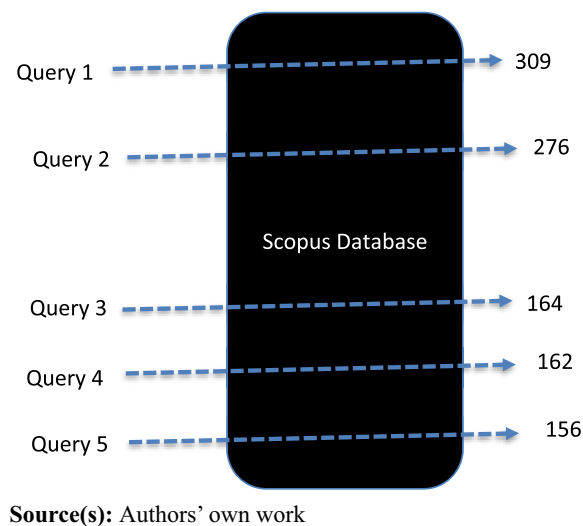 Query 1
309
Query 2
276
Scopus Database
Query 3
164
Query 4
162
Query 5
156
Source(s): Authors’ own work